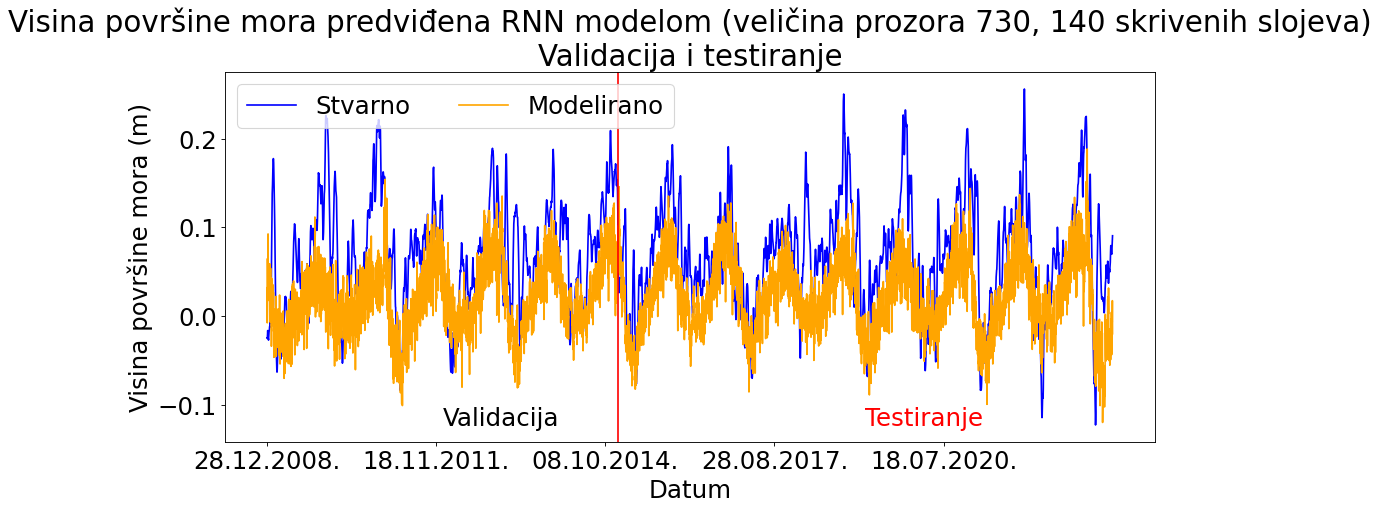 Visina površine mora predviđena RNN modelom (veličina prozora 730, 140 skrivenih slojeva)
Validacija i testiranje
Stvarno Modelirano
Visina površine mora (m)
0.2
0.1
0.0
−0.1
Validacija Testiranje
28.12.2008. 18.11.2011. 08.10.2014. 28.08.2017. 18.07.2020.
Datum